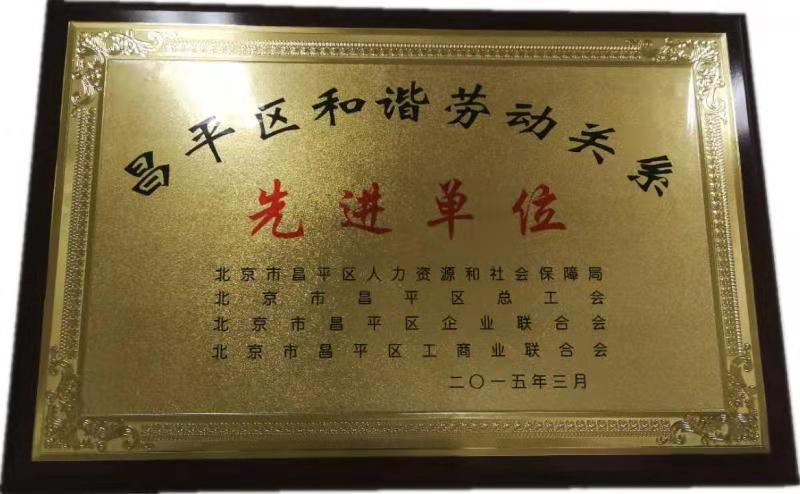 昌平区和谐劳动关系
先进单位
北京市昌平区人力资源和社会保障局
北京市昌平区总工会
北京市昌平区企业联合会
北京市昌平区工商业联合会
二〇一五年三月